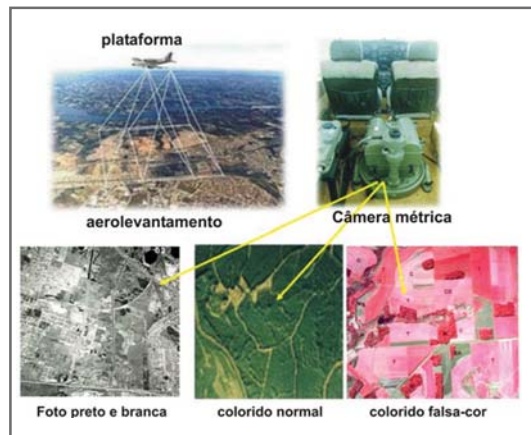 plataforma
aerolevantamento
Câmera métrica
Foto preto e branca
colorido normal
colorido falsa-cor